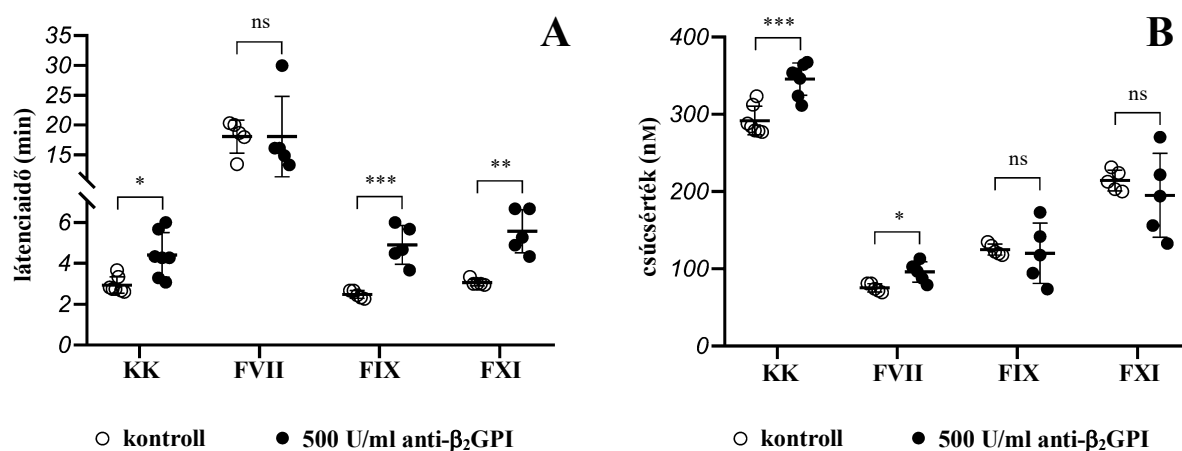 A
látenciaidő (min)
35
30
25
20
15
6
4
2
0
*
ns
***
**
KK FVII FIX FXI
○ kontroll ● 500 U/ml anti-β₂GPI
B
csúcsérték (nM)
400
300
200
100
0
***
*
ns
ns
KK FVII FIX FXI
○ kontroll ● 500 U/ml anti-β₂GPI